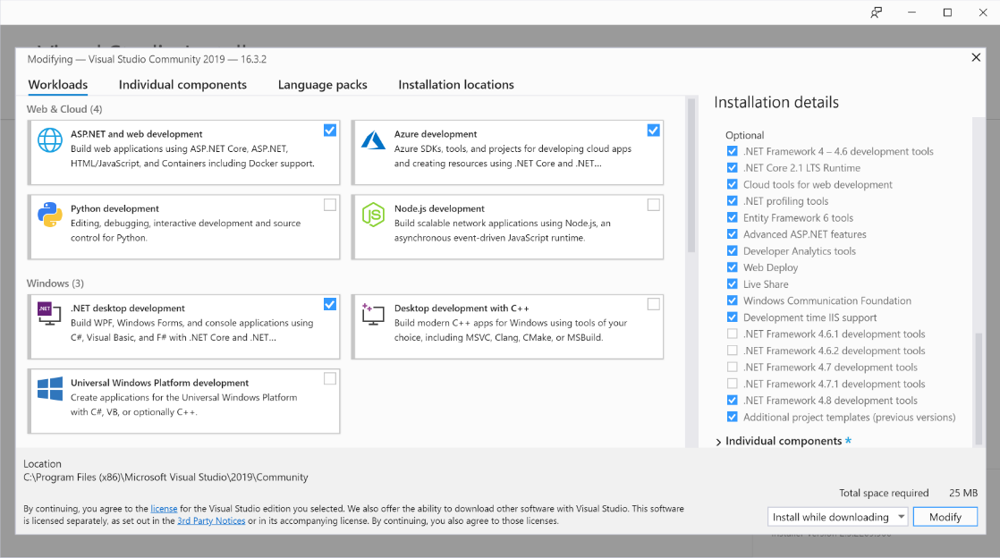 Modifying — Visual Studio Community 2019 — 16.3.2
Workloads
Individual components
Language packs
Installation locations
Web & Cloud (4)
ASP.NET and web development
Build web applications using ASP.NET Core, ASP.NET,
HTML/JavaScript, and Containers including Docker support.
Azure development
Azure SDKs, tools, and projects for developing cloud apps
and creating resources using .NET Core and .NET...
Python development
Editing, debugging, interactive development and source
control for Python.
Node.js development
Build scalable network applications using Node.js, an
asynchronous event-driven JavaScript runtime.
Windows (3)
.NET desktop development
Build WPF, Windows Forms, and console applications using
C#, Visual Basic, and F# with .NET Core and .NET...
Desktop development with C++
Build modern C++ apps for Windows using tools of your
choice, including MSVC, Clang, CMake, or MSBuild.
Universal Windows Platform development
Create applications for the Universal Windows Platform
with C#, VB, or optionally C++.
Installation details
Optional
.NET Framework 4 – 4.6 development tools
.NET Core 2.1 LTS Runtime
Cloud tools for web development
.NET profiling tools
Entity Framework 6 tools
Advanced ASP.NET features
Developer Analytics tools
Web Deploy
Live Share
Windows Communication Foundation
Development time IIS support
.NET Framework 4.6.1 development tools
.NET Framework 4.6.2 development tools
.NET Framework 4.7 development tools
.NET Framework 4.7.1 development tools
.NET Framework 4.8 development tools
Additional project templates (previous versions)
Individual components *
Location
C:\Program Files (x86)\Microsoft Visual Studio\2019\Community
By continuing, you agree to the license for the Visual Studio edition you selected. We also offer the ability to download other software with Visual Studio. This software
is licensed separately, as set out in the 3rd Party Notices or in its accompanying license. By continuing, you also agree to those licenses.
Total space required 25 MB
Install while downloading
Modify